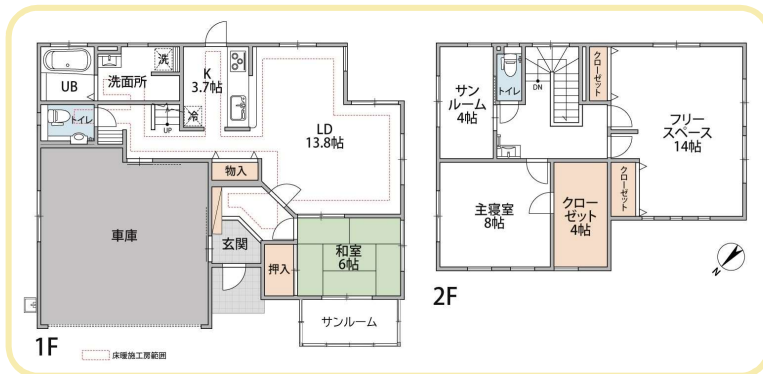 UB
洗面所
洗
K
3.7帖
冷
トイレ
UP
LD
13.8帖
物入
車庫
玄関
押入
和室
6帖
サンルーム
1F
床暖施工房範囲
サン
ルーム
4帖
トイレ
DN
クローゼット
フリー
スペース
14帖
主寝室
8帖
クロー
ゼット
4帖
クローゼット
2F
N